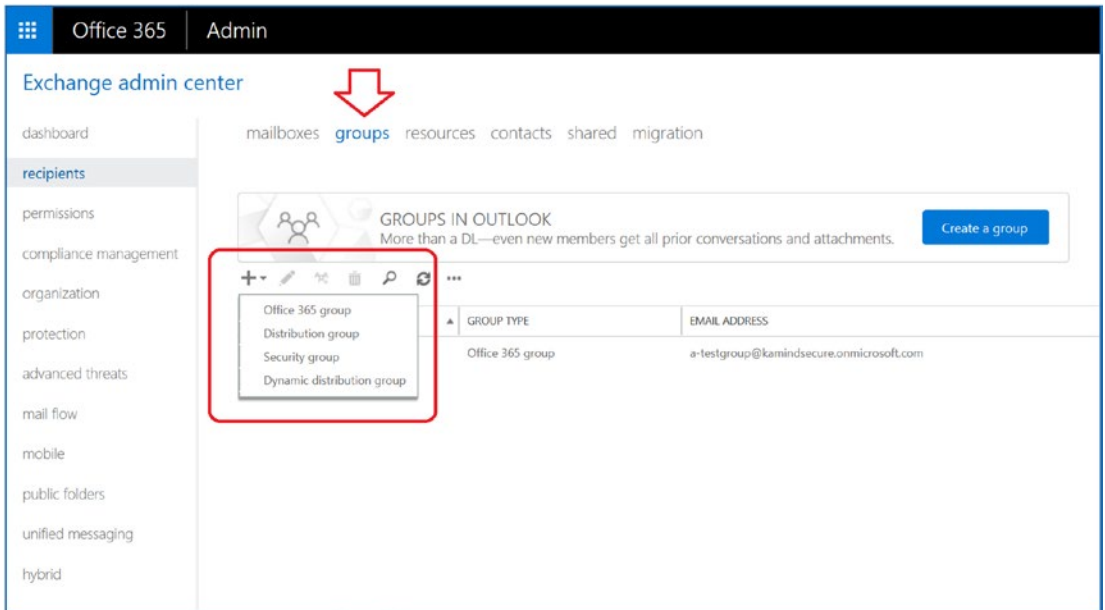 Office 365 Admin
Exchange admin center
dashboard
recipients
permissions
compliance management
organization
protection
advanced threats
mail flow
mobile
public folders
unified messaging
hybrid
mailboxes groups resources contacts shared migration
GROUPS IN OUTLOOK
More than a DL—even new members get all prior conversations and attachments.
Create a group
Office 365 group
Distribution group
Security group
Dynamic distribution group
GROUP TYPE EMAIL ADDRESS
Office 365 group a-testgroup@kamindsecure.onmicrosoft.com